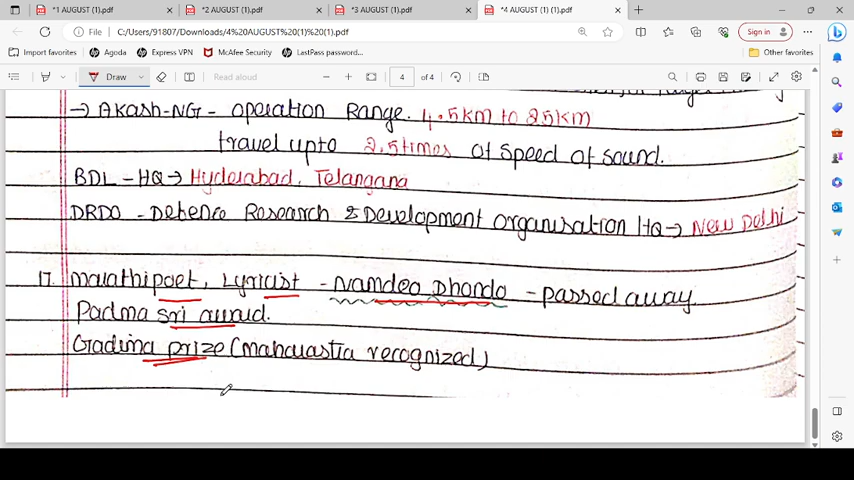 *1 AUGUST (1).pdf
*2 AUGUST (1).pdf
*3 AUGUST (1).pdf
*4 AUGUST (1) (1).pdf
File C:/Users/91807/Downloads/4%20AUGUST%20(1)%20(1).pdf
Sign in
Import favorites
Agoda
Express VPN
McAfee Security
LastPass password...
Other favorites
Draw
Read aloud
4 of 4
→ Akash-NG - operation Range. 4.5km to 25km
travel upto 2.5times of speed of sound.
BDL - HQ → Hyderabad, Telangana
DRDO - Defence Research & Development organisation HQ → New Delhi
17. Marathi poet, Lyricist - Namdeo Dhondo - passed away
Padma sri award.
Gadima prize (Maharastia recognized)